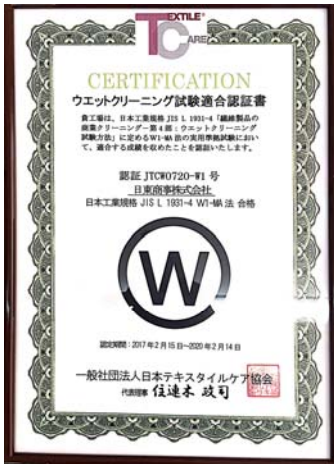 TEXTILE®
CARE
CERTIFICATION
ウエットクリーニング試験適合認証書
貴工場は、日本工業規格 JIS L 1931-4「繊維製品の
商業クリーニング-第4部:ウエットクリーニング
試験方法」に定めるW1-MA法の実用準拠試験におい
て、適合する成績を収めたことを認証いたします。
認証 JTCW0720-W1 号
日東商事株式会社
日本工業規格 JIS L 1931-4 W1-MA 法 合格
W
認定期間:2017年2月15日~2020年2月14日
一般社団法人日本テキスタイルケア協会
代表理事 住連木 政司